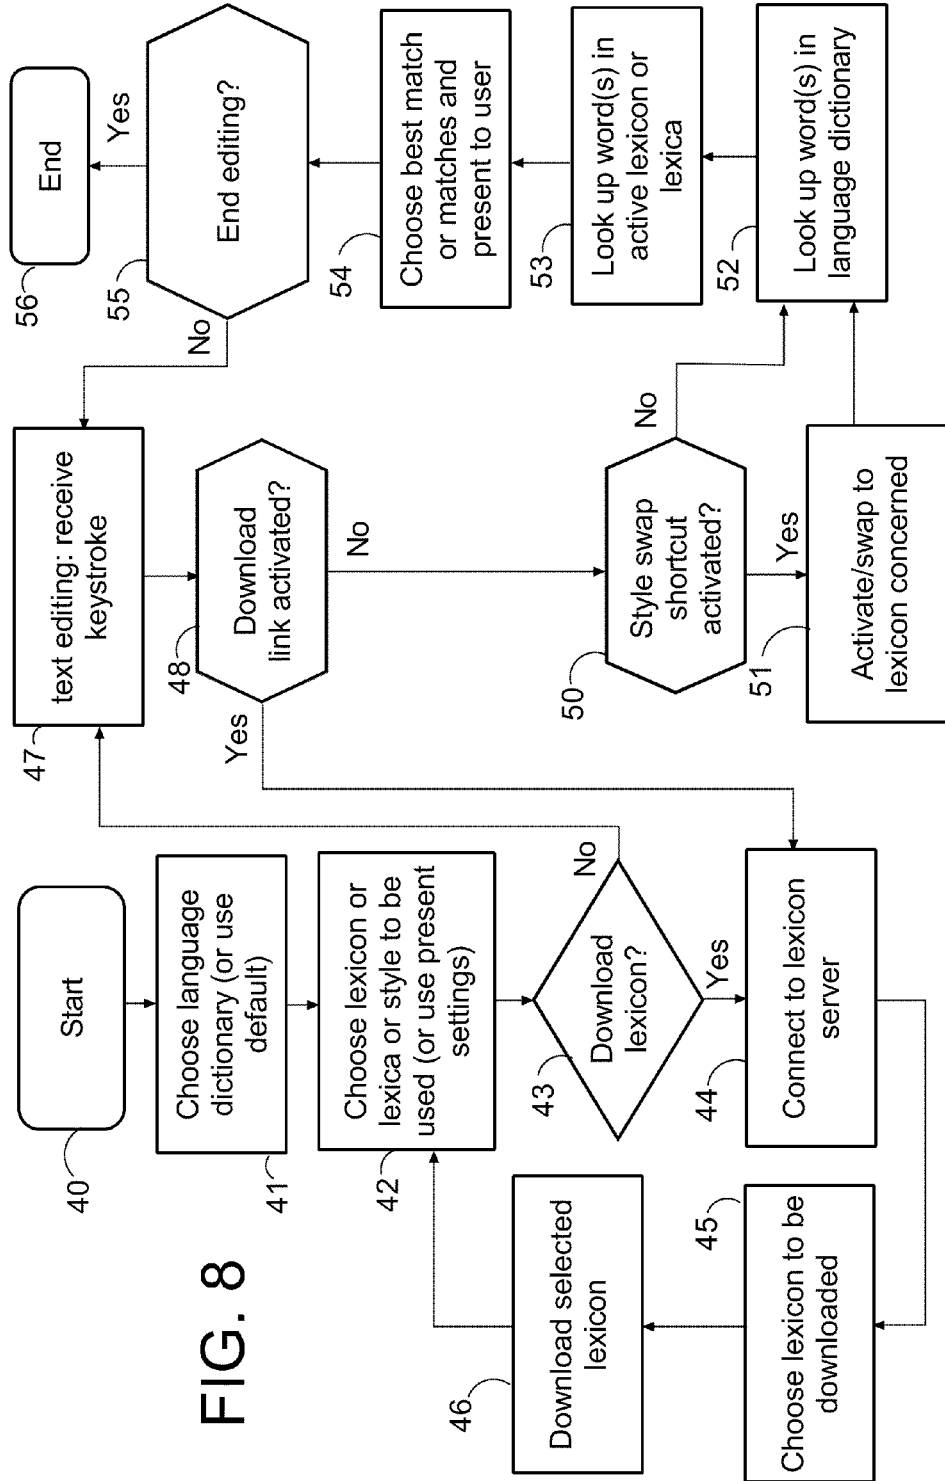 FIG. 8
40
Start
41
Choose language
dictionary (or use
default)
42
Choose lexicon or
lexica or style to be
used (or use present
settings)
43
Download
lexicon?
No
Yes
44
Connect to lexicon
server
45
Choose lexicon to be
downloaded
46
Download selected
lexicon
47
text editing: receive
keystroke
48
Download
link activated?
Yes
No
50
Style swap
shortcut
activated?
No
Yes
51
Activate/swap to
lexicon concerned
52
Look up word(s) in
language dictionary
53
Look up word(s) in
active lexicon or
lexica
54
Choose best match
or matches and
present to user
55
End editing?
No
Yes
56
End